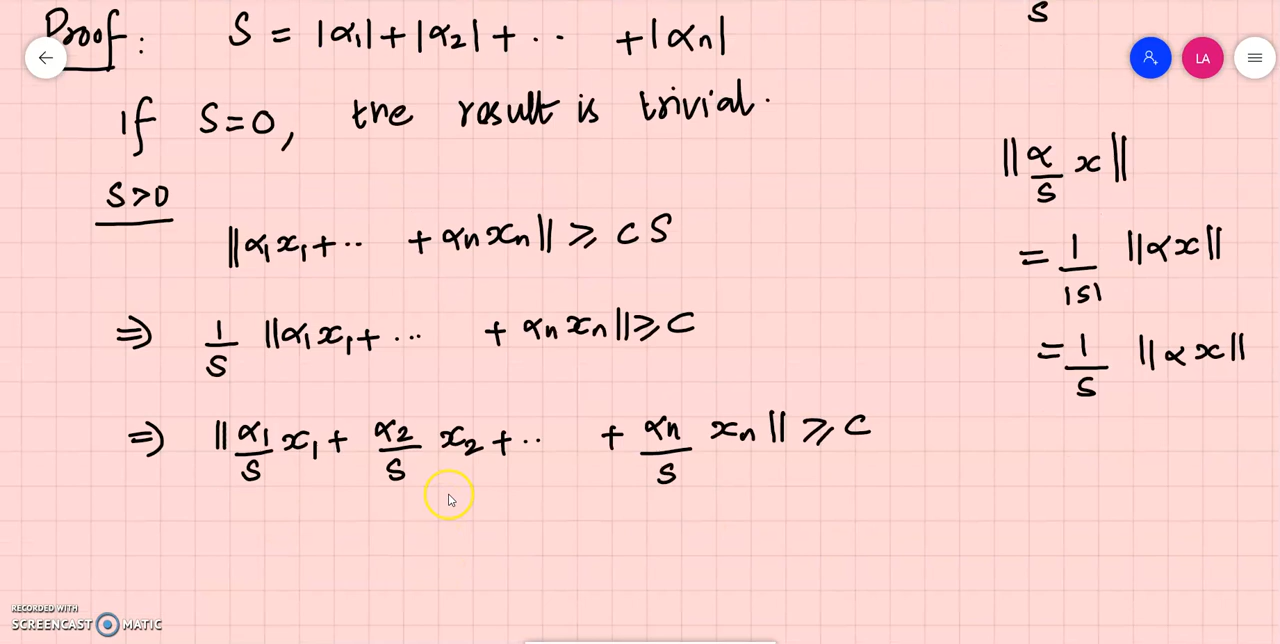 Proof: S = |α₁| + |α₂| + ·· + |αn|
S
LA
If S=0, the result is trivial.
S>0
||α₁x₁ + ·· + αnxn|| ⩾ c S
⇒ 1/S ||α₁x₁ + ··· + αnxn|| ⩾ c
⇒ ||α₁/S x₁ + α₂/S x₂ + ·· + αn/S xn|| ⩾ c
||α/S x||
= 1/|S| ||αx||
= 1/S ||αx||
RECORDED WITH
SCREENCAST MATIC